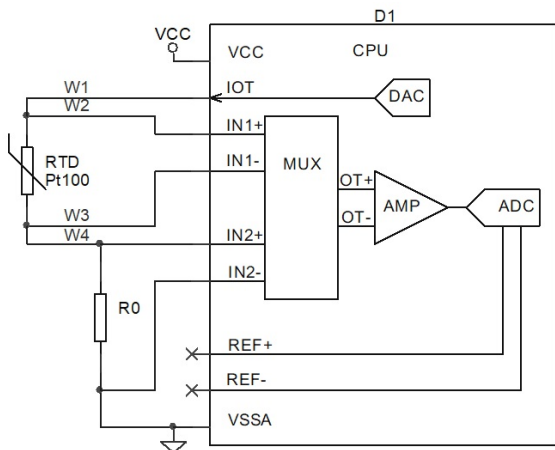 D1
VCC
VCC CPU
W1 IOT
W2 DAC
IN1+
RTD IN1- MUX
Pt100 OT+
AMP ADC
W3 OT-
W4 IN2+
IN2-
R0
REF+
REF-
VSSA